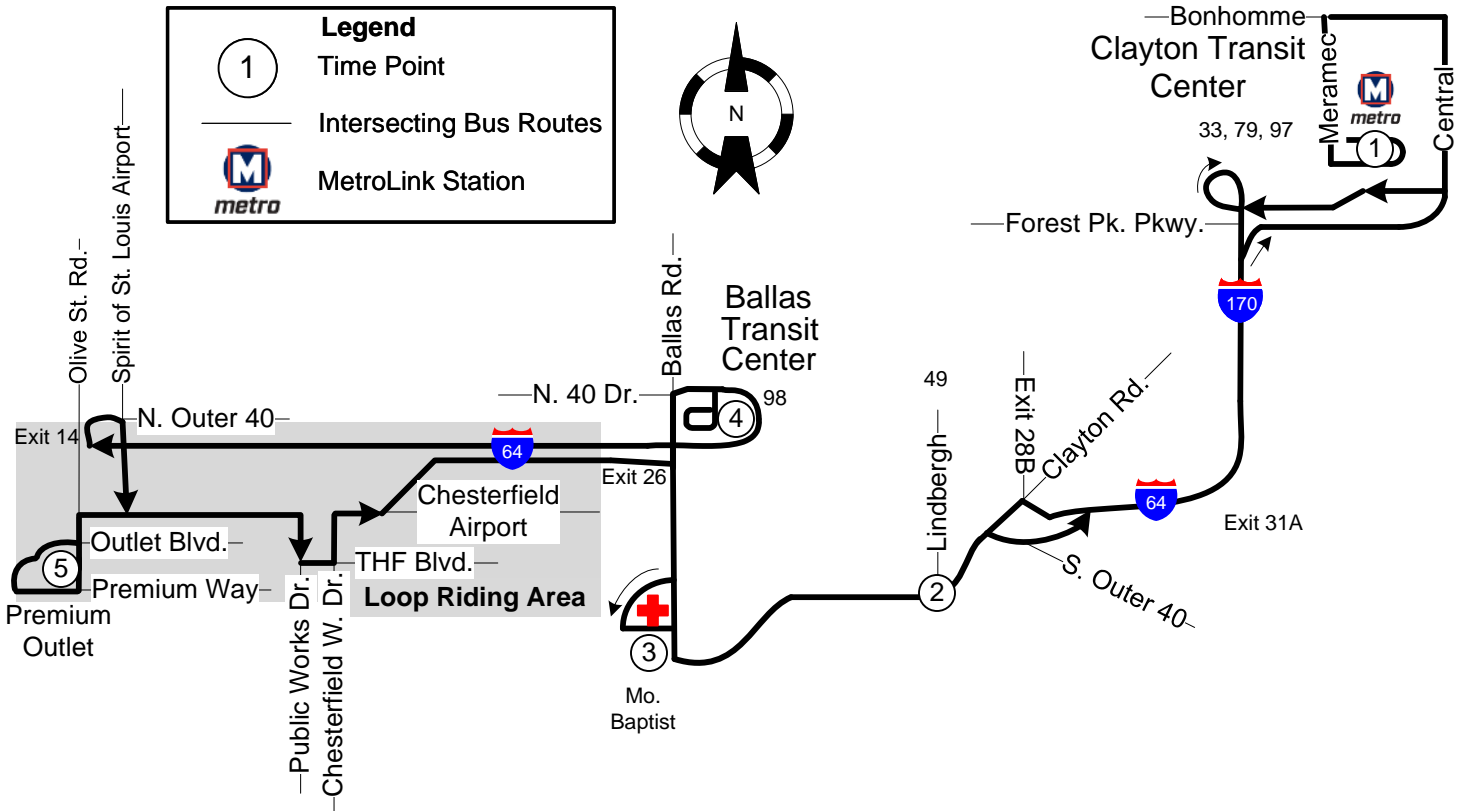 Legend
1
Time Point
Intersecting Bus Routes
M
metro
MetroLink Station
N
Bonhomme
Clayton Transit
Center
33, 79, 97
Meramec
M
metro
1
Central
Forest Pk. Pkwy.
170
Olive St. Rd.
Spirit of St. Louis Airport
N. Outer 40
Exit 14
64
Ballas Rd.
Ballas
Transit
Center
N. 40 Dr.
4
98
Exit 26
Chesterfield
Airport
Outlet Blvd.
5
Premium Way
Premium
Outlet
THF Blvd.
Loop Riding Area
Public Works Dr.
Chesterfield W. Dr.
3
Mo.
Baptist
49
Lindbergh
2
Exit 28B
Clayton Rd.
64
Exit 31A
S. Outer 40